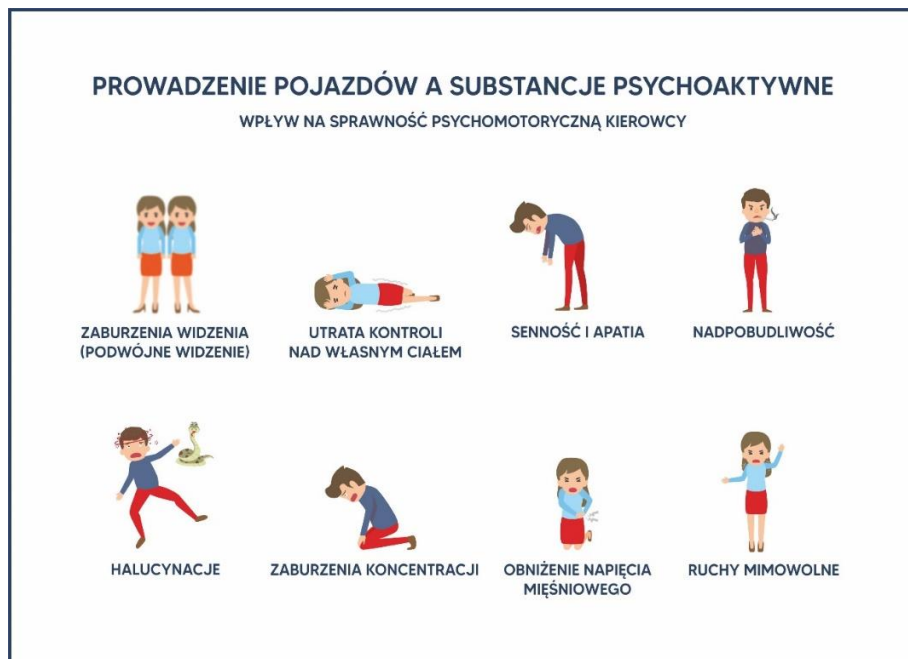 PROWADZENIE POJAZDÓW A SUBSTANCJE PSYCHOAKTYWNE
WPŁYW NA SPRAWNOŚĆ PSYCHOMOTORYCZNĄ KIEROWCY
ZABURZENIA WIDZENIA
(PODWÓJNE WIDZENIE)
UTRATA KONTROLI
NAD WŁASNYM CIAŁEM
SENNOŚĆ I APATIA
NADPOBUDLIWOŚĆ
HALUCYNACJE
ZABURZENIA KONCENTRACJI
OBNIŻENIE NAPIĘCIA
MIĘŚNIOWEGO
RUCHY MIMOWOLNE